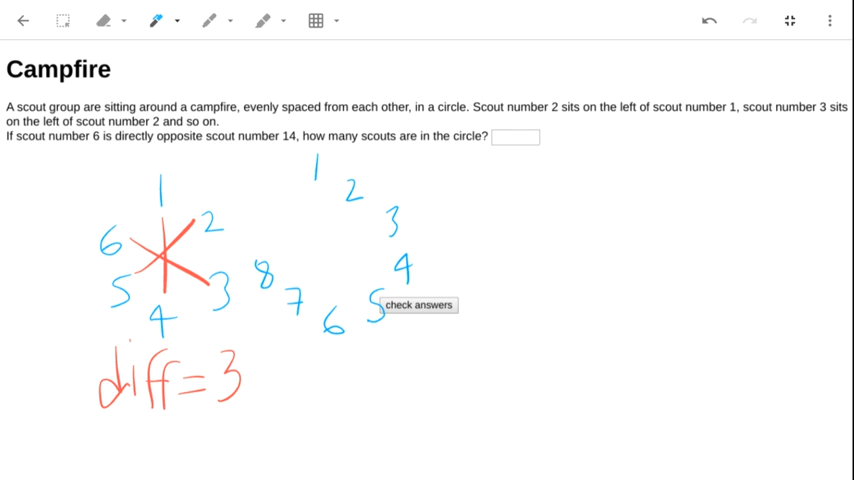 Campfire
A scout group are sitting around a campfire, evenly spaced from each other, in a circle. Scout number 2 sits on the left of scout number 1, scout number 3 sits
on the left of scout number 2 and so on.
If scout number 6 is directly opposite scout number 14, how many scouts are in the circle?
1
2
3
4
5
6
1
2
3
4
5
6
7
8
check answers
diff=3